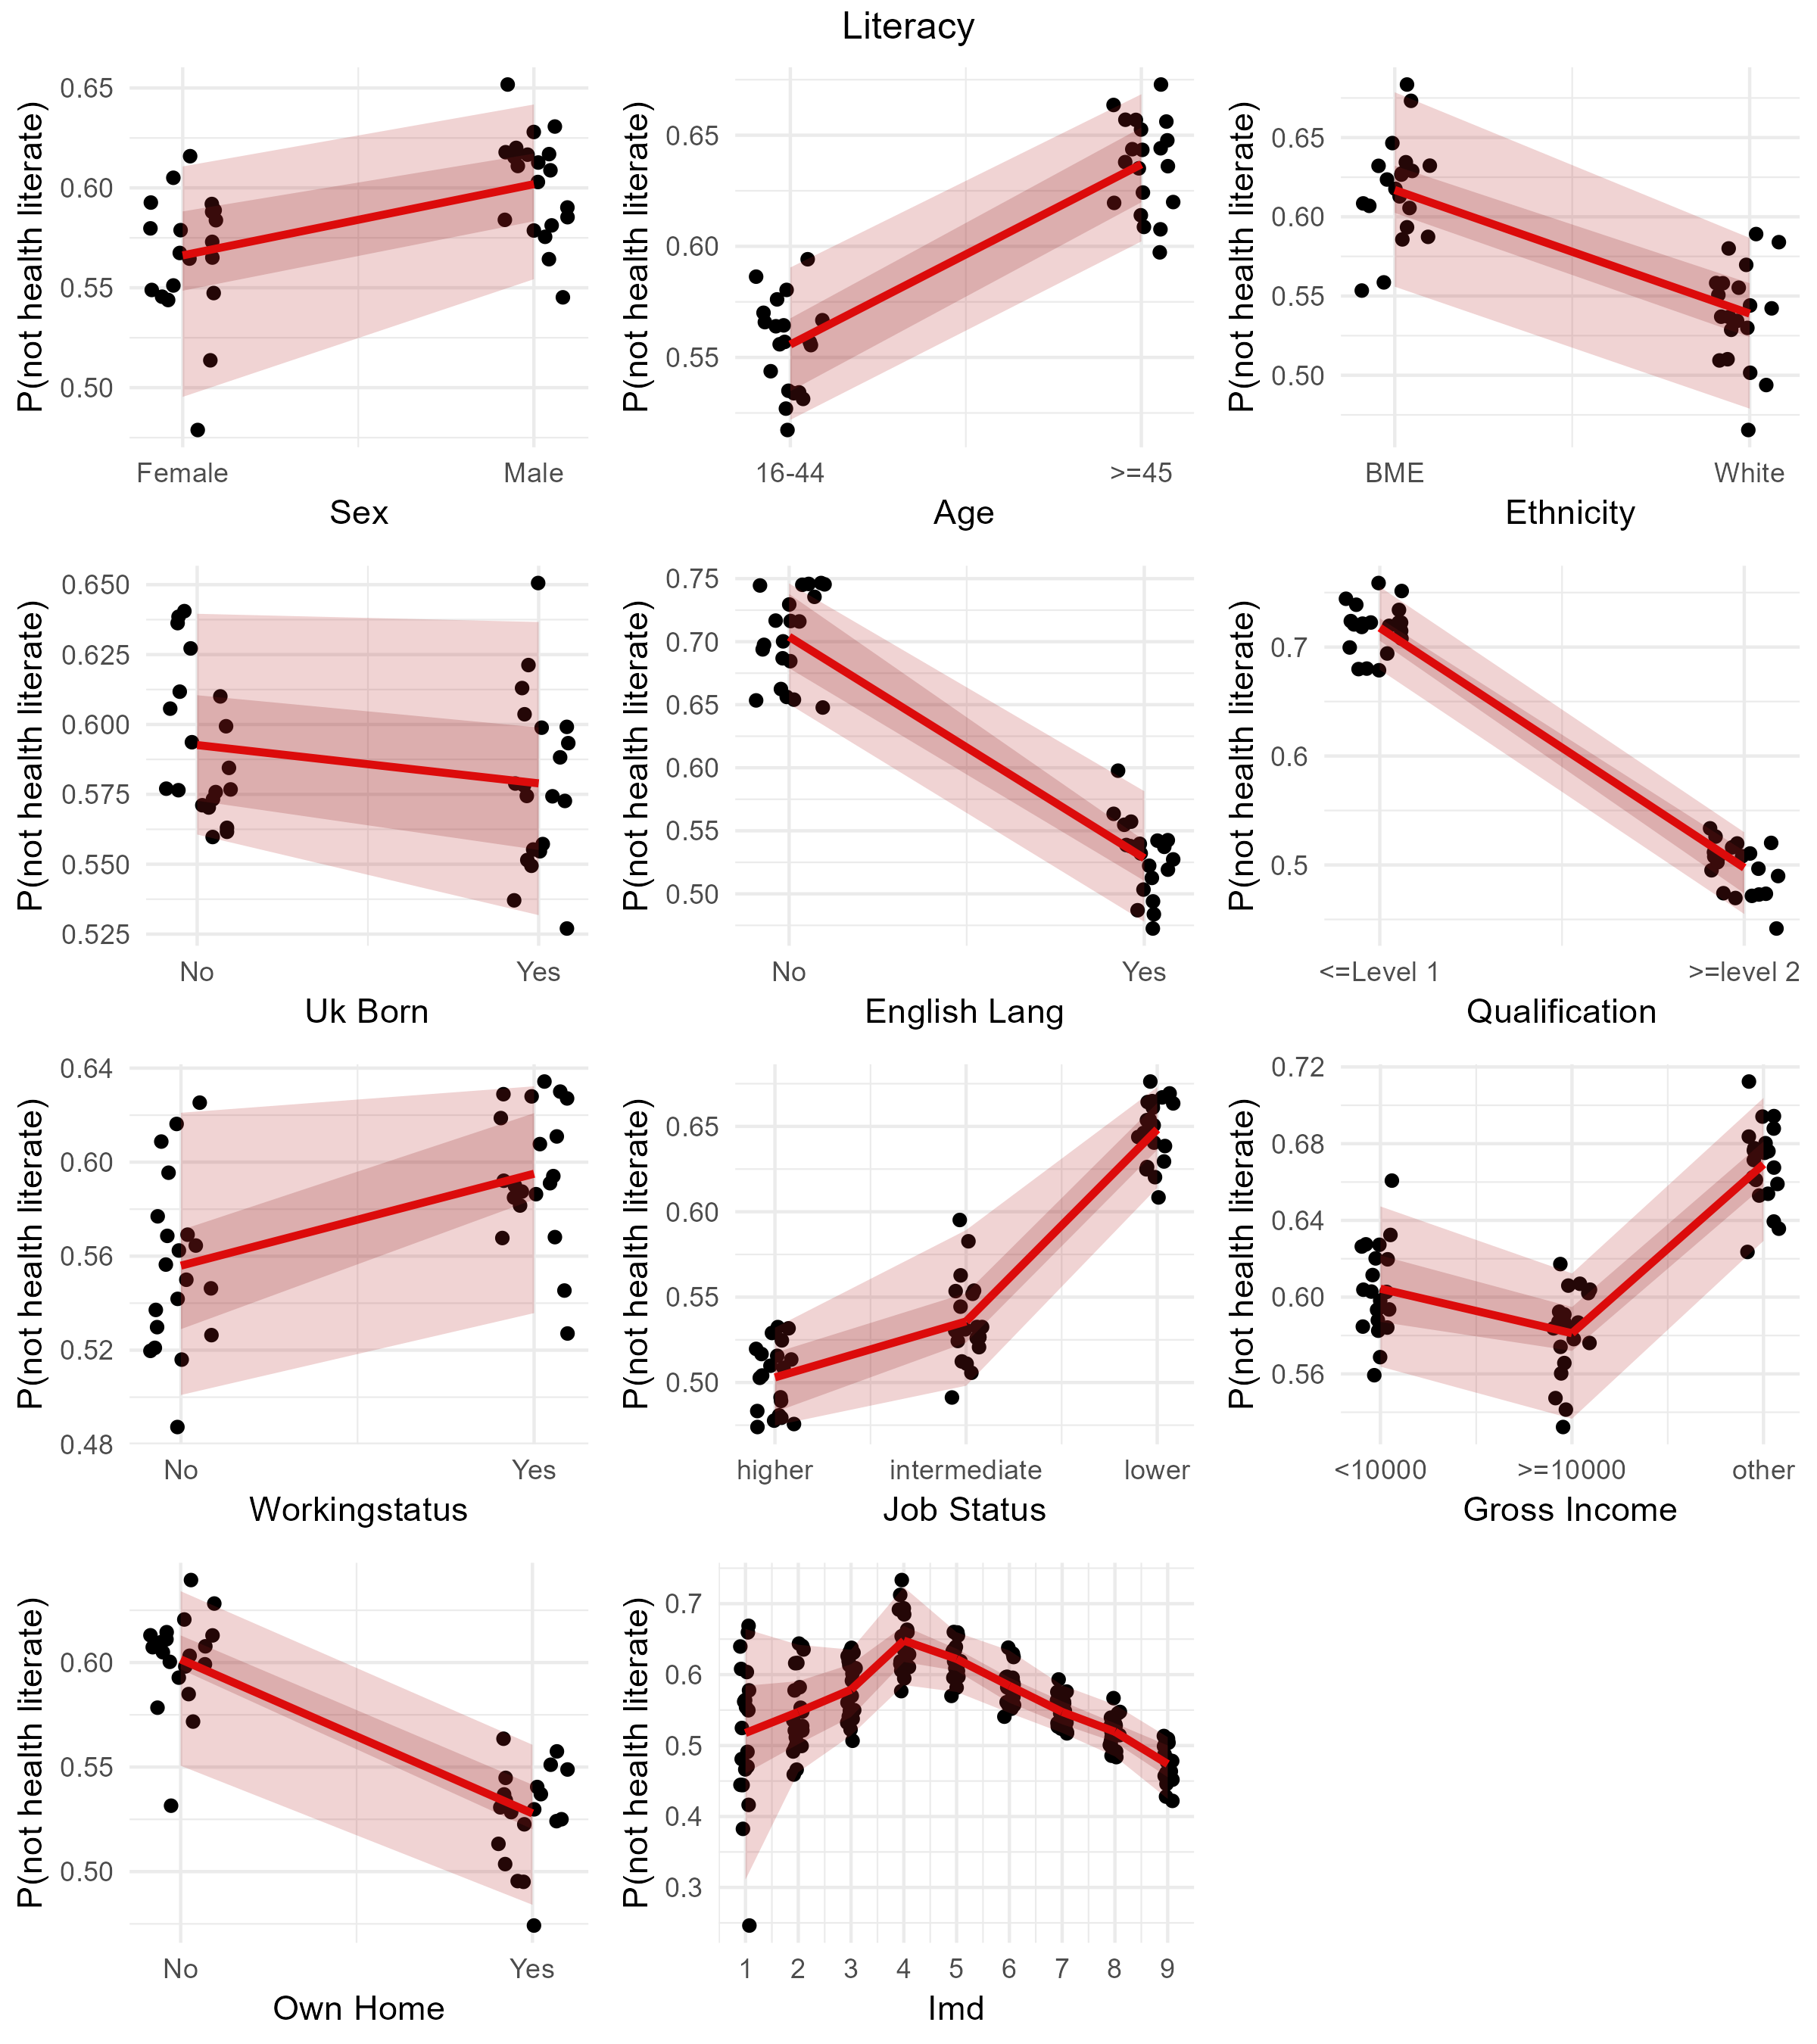 Literacy
P(not health literate)
0.65
0.60
0.55
0.50
Female Male
Sex
P(not health literate)
0.65
0.60
0.55
16-44 >=45
Age
P(not health literate)
0.65
0.60
0.55
0.50
BME White
Ethnicity
P(not health literate)
0.650
0.625
0.600
0.575
0.550
0.525
No Yes
Uk Born
P(not health literate)
0.75
0.70
0.65
0.60
0.55
0.50
No Yes
English Lang
P(not health literate)
0.7
0.6
0.5
<=Level 1 >=level 2
Qualification
P(not health literate)
0.64
0.60
0.56
0.52
0.48
No Yes
Workingstatus
P(not health literate)
0.65
0.60
0.55
0.50
higher intermediate lower
Job Status
P(not health literate)
0.72
0.68
0.64
0.60
0.56
<10000 >=10000 other
Gross Income
P(not health literate)
0.60
0.55
0.50
No Yes
Own Home
P(not health literate)
0.7
0.6
0.5
0.4
0.3
1 2 3 4 5 6 7 8 9
Imd